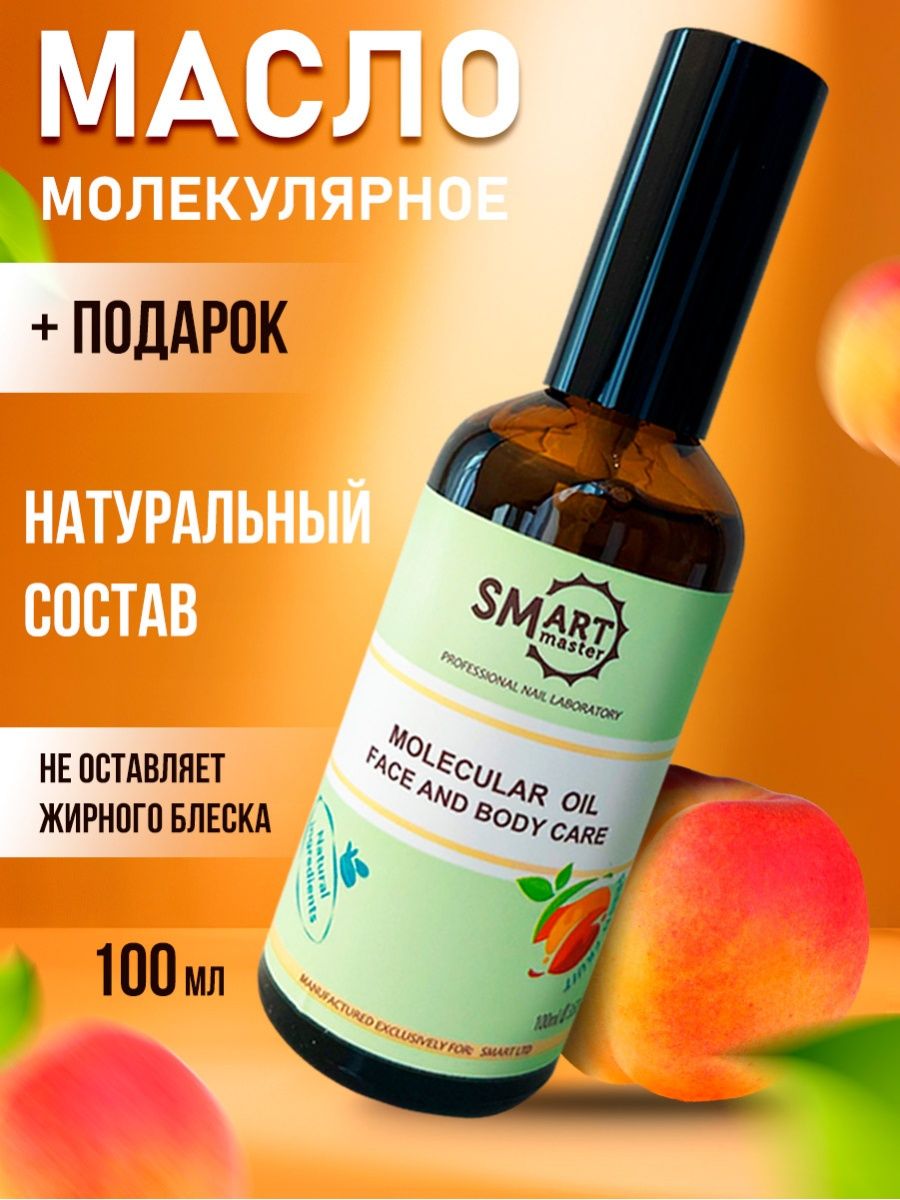 МАСЛО
МОЛЕКУЛЯРНОЕ
+ ПОДАРОК
НАТУРАЛЬНЫЙ
СОСТАВ
НЕ ОСТАВЛЯЕТ
ЖИРНОГО БЛЕСКА
100 мл
SMART
master
PROFESSIONAL NAIL LABORATORY
MOLECULAR OIL
FACE AND BODY CARE
Natural
ingredients
100ml
MANUFACTURED EXCLUSIVELY FOR: SMART LTD